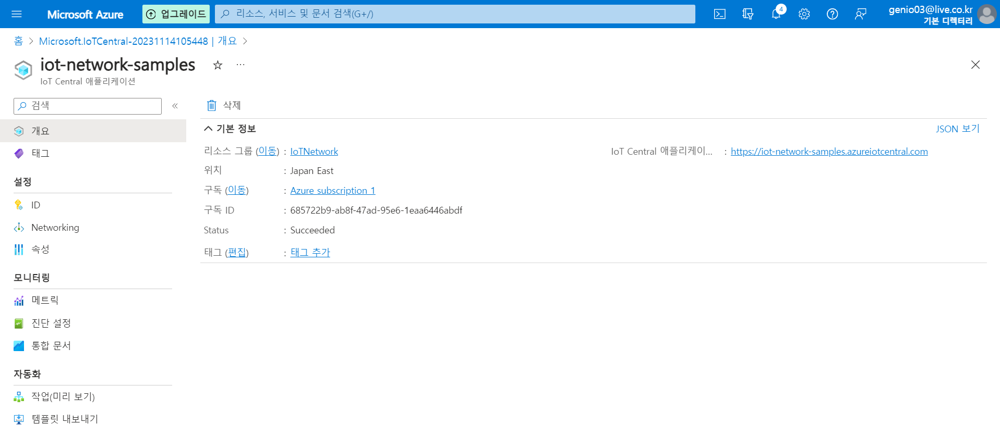 Microsoft Azure
업그레이드
리소스, 서비스 및 문서 검색(G+/)
4
genio03@live.co.kr
기본 디렉터리
홈 > Microsoft.IoTCentral-20231114105448 | 개요 >
iot-network-samples
IoT Central 애플리케이션
검색
«
개요
태그
설정
ID
Networking
속성
모니터링
메트릭
진단 설정
통합 문서
자동화
작업(미리 보기)
템플릿 내보내기
삭제
기본 정보
JSON 보기
리소스 그룹 (이동) : IoTNetwork
위치 : Japan East
구독 (이동) : Azure subscription 1
구독 ID : 685722b9-ab8f-47ad-95e6-1eaa6446abdf
Status : Succeeded
태그 (편집) : 태그 추가
IoT Central 애플리케이... : https://iot-network-samples.azureiotcentral.com